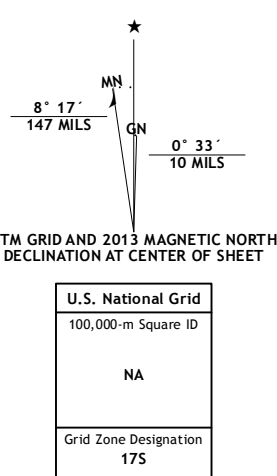 ★
MN
8° 17´
147 MILS
GN
0° 33´
10 MILS
TM GRID AND 2013 MAGNETIC NORTH
DECLINATION AT CENTER OF SHEET
U.S. National Grid
100,000-m Square ID
NA
Grid Zone Designation
17S